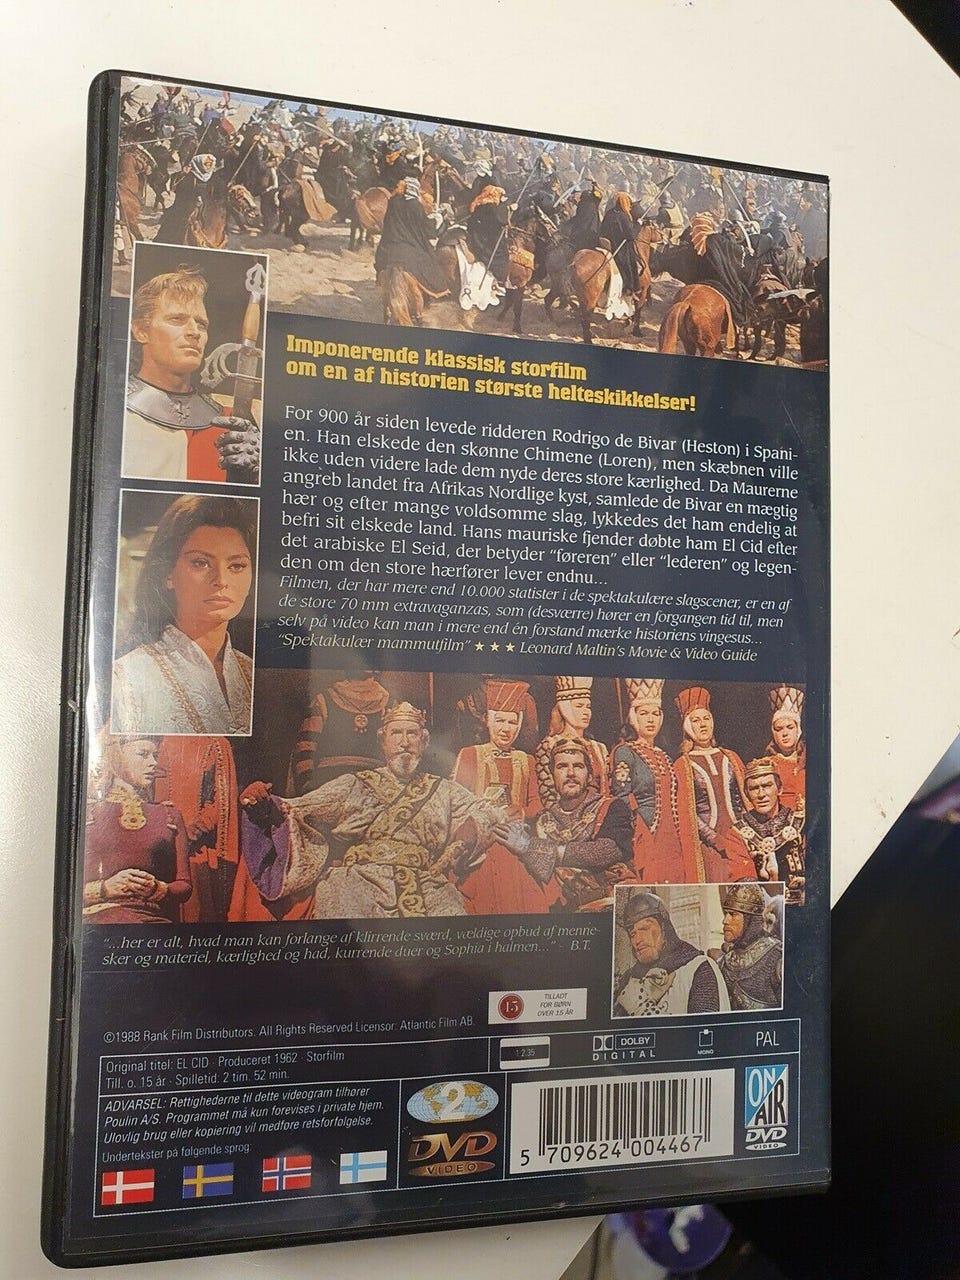 Imponerende klassisk storfilm
om en af historien største helteskikkelser!
For 900 år siden levede ridderen Rodrigo de Bivar (Heston) i Spani-
en. Han elskede den skønne Chimene (Loren), men skæbnen ville
ikke uden videre lade dem nyde deres store kærlighed. Da Maurerne
angreb landet fra Afrikas Nordlige kyst, samlede de Bivar en mægtig
hær og efter mange voldsomme slag, lykkedes det ham endelig at
befri sit elskede land. Hans mauriske fjender døbte ham El Cid efter
det arabiske El Seid, der betyder "føreren" eller "lederen" og legen-
den om den store hærfører lever endnu...
Filmen, der har mere end 10.000 statister i de spektakulære slagscener, er en af
de store 70 mm extravaganzas, som (desværre) hører en forgangen tid til, men
selv på video kan man i mere end én forstand mærke historiens vingesus...
"Spektakulær mammutfilm" ★ ★ ★ Leonard Maltin's Movie & Video Guide
"...her er alt, hvad man kan forlange af klirrende sværd, vældige opbud af menne-
sker og materiel, kærlighed og had, kurrende duer og Sophia i halmen..." - B.T.
15
TILLADT
FOR BØRN
OVER 15 ÅR
©1988 Rank Film Distributors. All Rights Reserved Licensor: Atlantic Film AB.
Original titel: EL CID · Produceret 1962 · Storfilm
Till. o. 15 år · Spilletid: 2 tim. 52 min.
1:2.35
DOLBY
DIGITAL
MONO
PAL
ADVARSEL: Rettighederne til dette videogram tilhører
Poulin A/S. Programmet må kun forevises i private hjem.
Ulovlig brug eller kopiering vil medføre retsforfølgelse.
Undertekster på følgende sprog:
2
DVD
VIDEO
5 709624 004467
ON
AIR
DVD
VIDEO